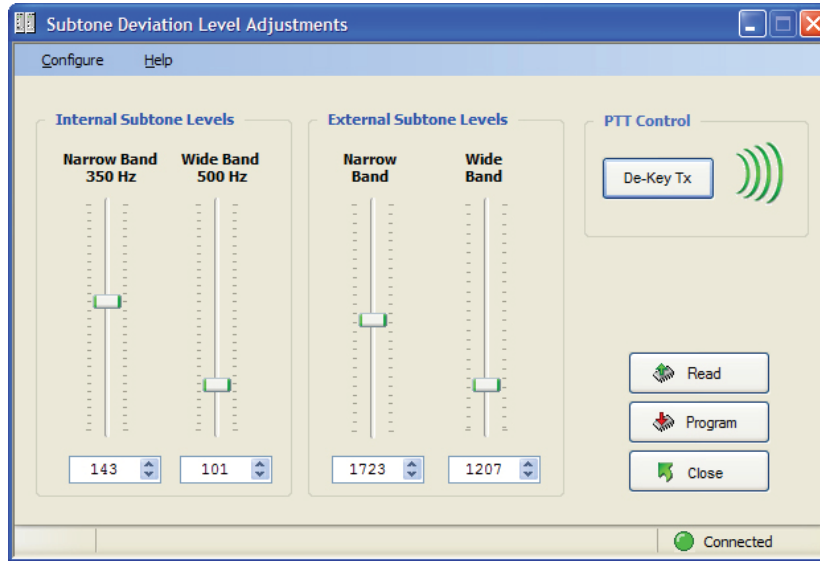 Subtone Deviation Level Adjustments
Configure Help
Internal Subtone Levels
Narrow Band
350 Hz
Wide Band
500 Hz
143
101
External Subtone Levels
Narrow
Band
Wide
Band
1723
1207
PTT Control
De-Key Tx
Read
Program
Close
Connected